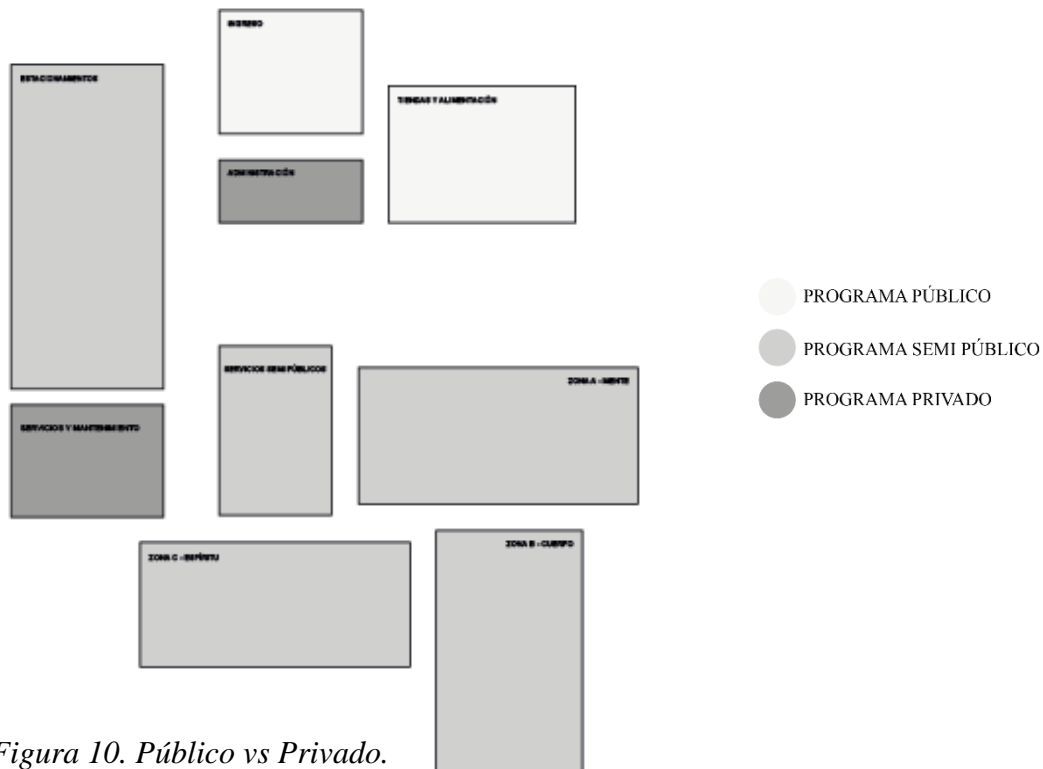 INGRESO
ESTACIONAMIENTOS
TIENDAS Y ALIMENTACIÓN
ADMINISTRACIÓN
PROGRAMA PÚBLICO
PROGRAMA SEMI PÚBLICO
PROGRAMA PRIVADO
SERVICIOS SEMI PÚBLICOS
ZONA A - MENTE
SERVICIOS Y MANTENIMIENTO
ZONA C - ESPÍRITU
ZONA B - CUERPO
Figura 10. Público vs Privado.